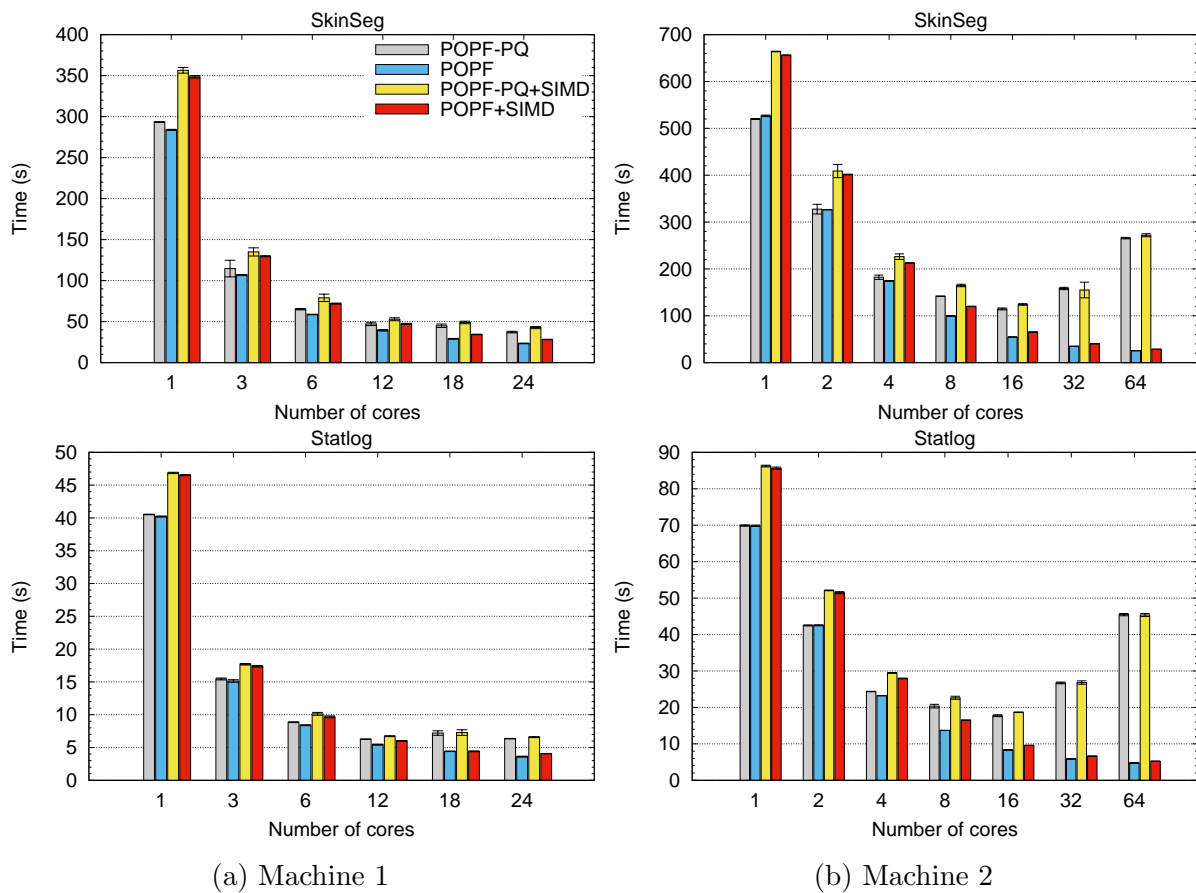 SkinSeg
400
350
300
250
200
150
100
50
0
Time (s)
POPF-PQ
POPF
POPF-PQ+SIMD
POPF+SIMD
1 3 6 12 18 24
Number of cores
SkinSeg
700
600
500
400
300
200
100
0
Time (s)
1 2 4 8 16 32 64
Number of cores
Statlog
50
45
40
35
30
25
20
15
10
5
0
Time (s)
1 3 6 12 18 24
Number of cores
(a) Machine 1
Statlog
90
80
70
60
50
40
30
20
10
0
Time (s)
1 2 4 8 16 32 64
Number of cores
(b) Machine 2